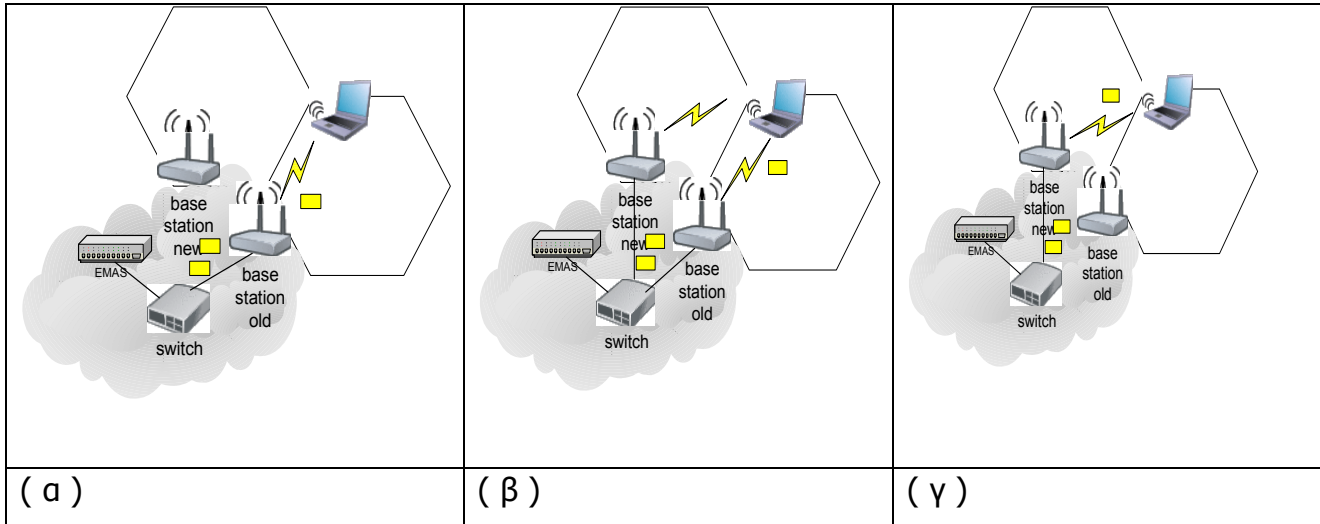 base
station
new
EMAS
base
station
old
switch
base
station
new
EMAS
base
station
old
switch
base
station
new
EMAS
base
station
old
switch
( α )
( β )
( γ )